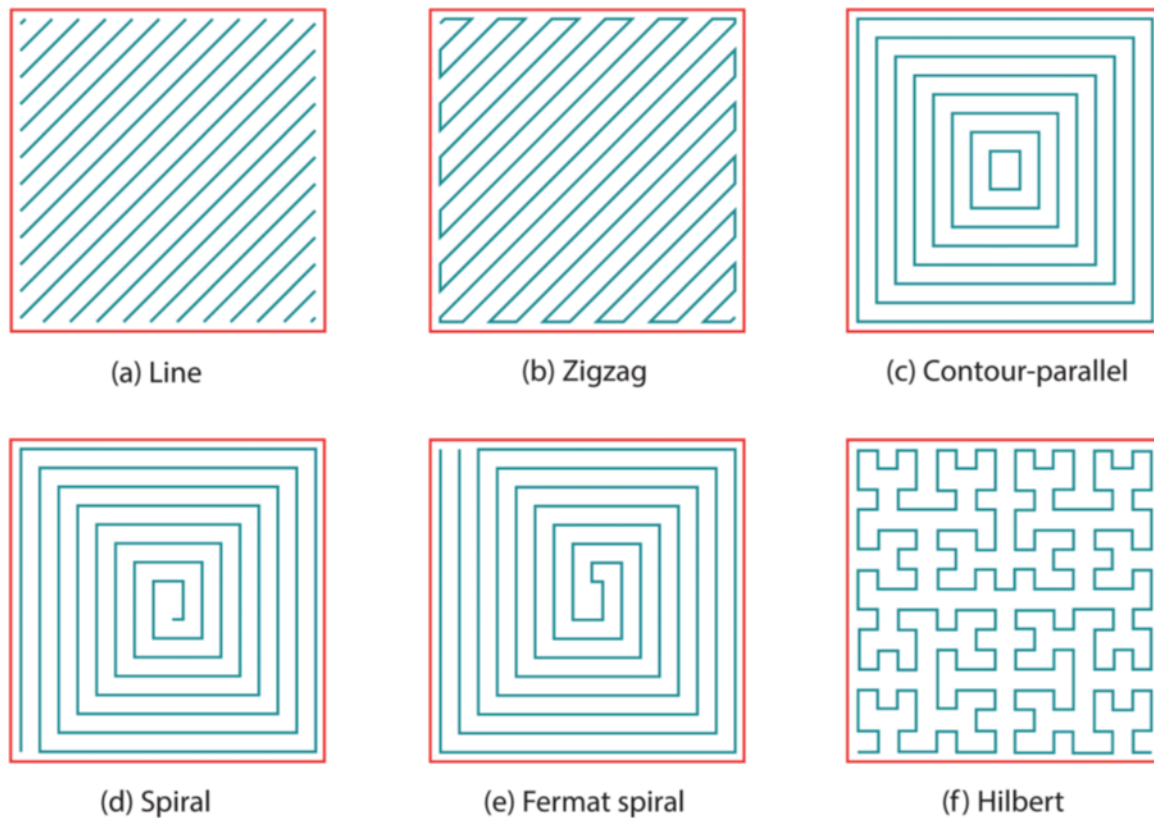 (a) Line
(b) Zigzag
(c) Contour-parallel
(d) Spiral
(e) Fermat spiral
(f) Hilbert